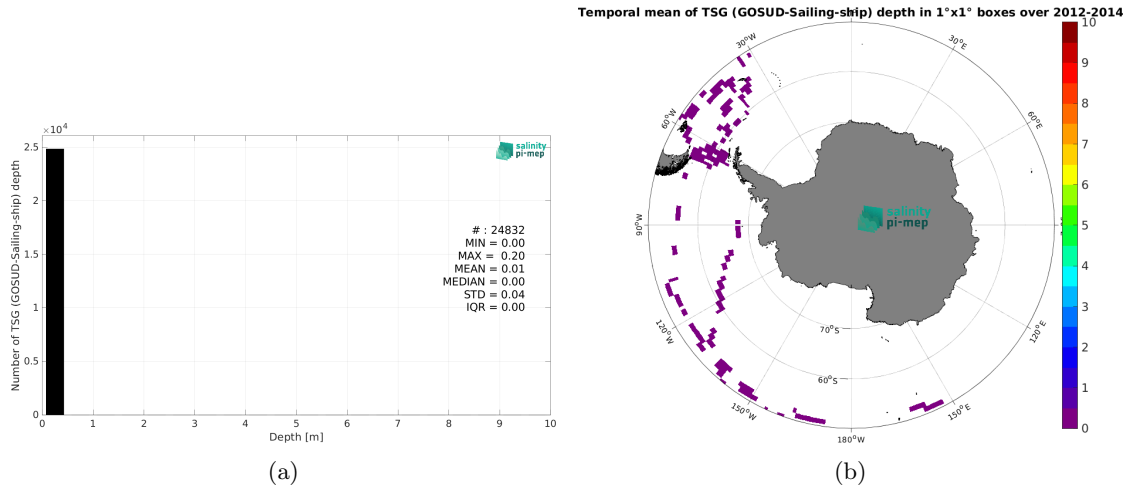 Temporal mean of TSG (GOSUD-Sailing-ship) depth in 1°x1° boxes over 2012-2014
×10⁴
2.5
2
1.5
1
0.5
0
Number of TSG (GOSUD-Sailing-ship) depth
salinity
pi-mep
# : 24832
MIN = 0.00
MAX = 0.20
MEAN = 0.01
MEDIAN = 0.00
STD = 0.04
IQR = 0.00
0 1 2 3 4 5 6 7 8 9 10
Depth [m]
(a)
30°W
30°E
60°W
60°E
90°W
120°W
120°E
150°W
150°E
180°W
70°S
60°S
salinity
pi-mep
10
9
8
7
6
5
4
3
2
1
0
(b)